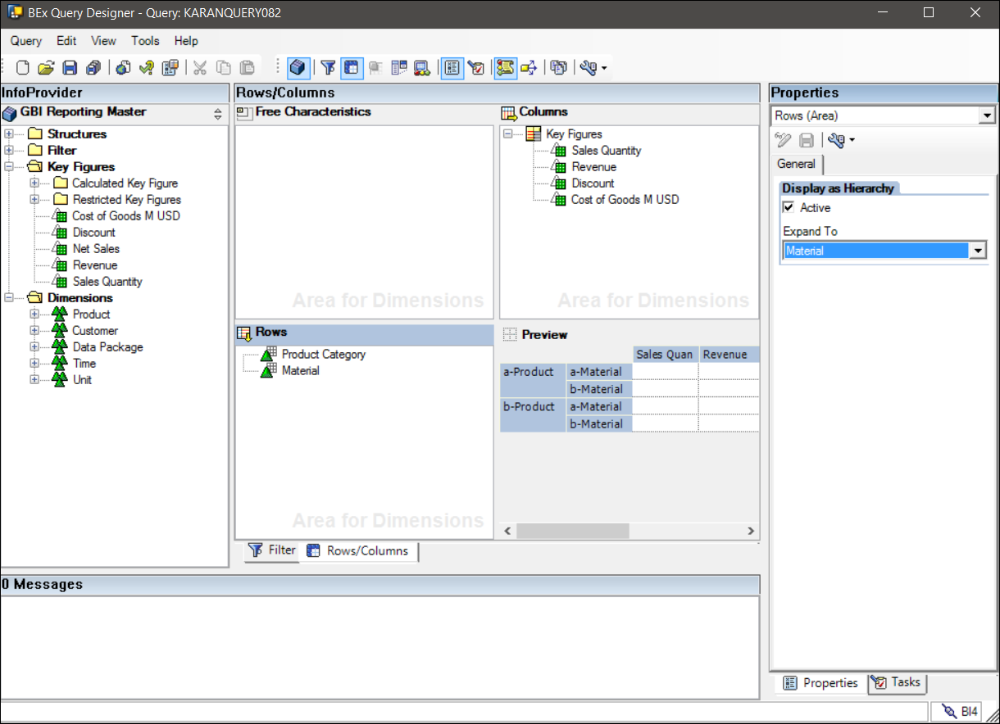 BEx Query Designer - Query: KARANQUERY082
Query Edit View Tools Help
InfoProvider
GBI Reporting Master
Structures
Filter
Key Figures
Calculated Key Figure
Restricted Key Figures
Cost of Goods M USD
Discount
Net Sales
Revenue
Sales Quantity
Dimensions
Product
Customer
Data Package
Time
Unit
Rows/Columns
Free Characteristics
Area for Dimensions
Columns
Key Figures
Sales Quantity
Revenue
Discount
Cost of Goods M USD
Area for Dimensions
Rows
Product Category
Material
Area for Dimensions
Preview
Sales Quan Revenue
a-Product a-Material
b-Material
b-Product a-Material
b-Material
Filter Rows/Columns
Properties
Rows (Area)
General
Display as Hierarchy
Active
Expand To
Material
Properties Tasks
0 Messages
BI4